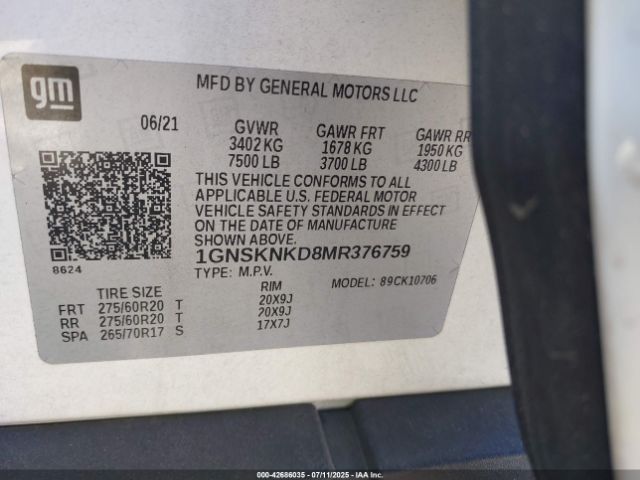 gm
MFD BY GENERAL MOTORS LLC
06/21
GVWR GAWR FRT GAWR RR
3402 KG 1678 KG 1950 KG
7500 LB 3700 LB 4300 LB
THIS VEHICLE CONFORMS TO ALL
APPLICABLE U.S. FEDERAL MOTOR
VEHICLE SAFETY STANDARDS IN EFFECT
ON THE DATE OF MANUFACTURE
SHOWN ABOVE.
8624
1GNSKNKD8MR376759
TYPE: M.P.V. MODEL: 89CK10706
TIRE SIZE RIM
FRT 275/60R20 T 20X9J
RR 275/60R20 T 20X9J
SPA 265/70R17 S 17X7J
000-42686035 - 07/11/2025 - IAAI, Inc.